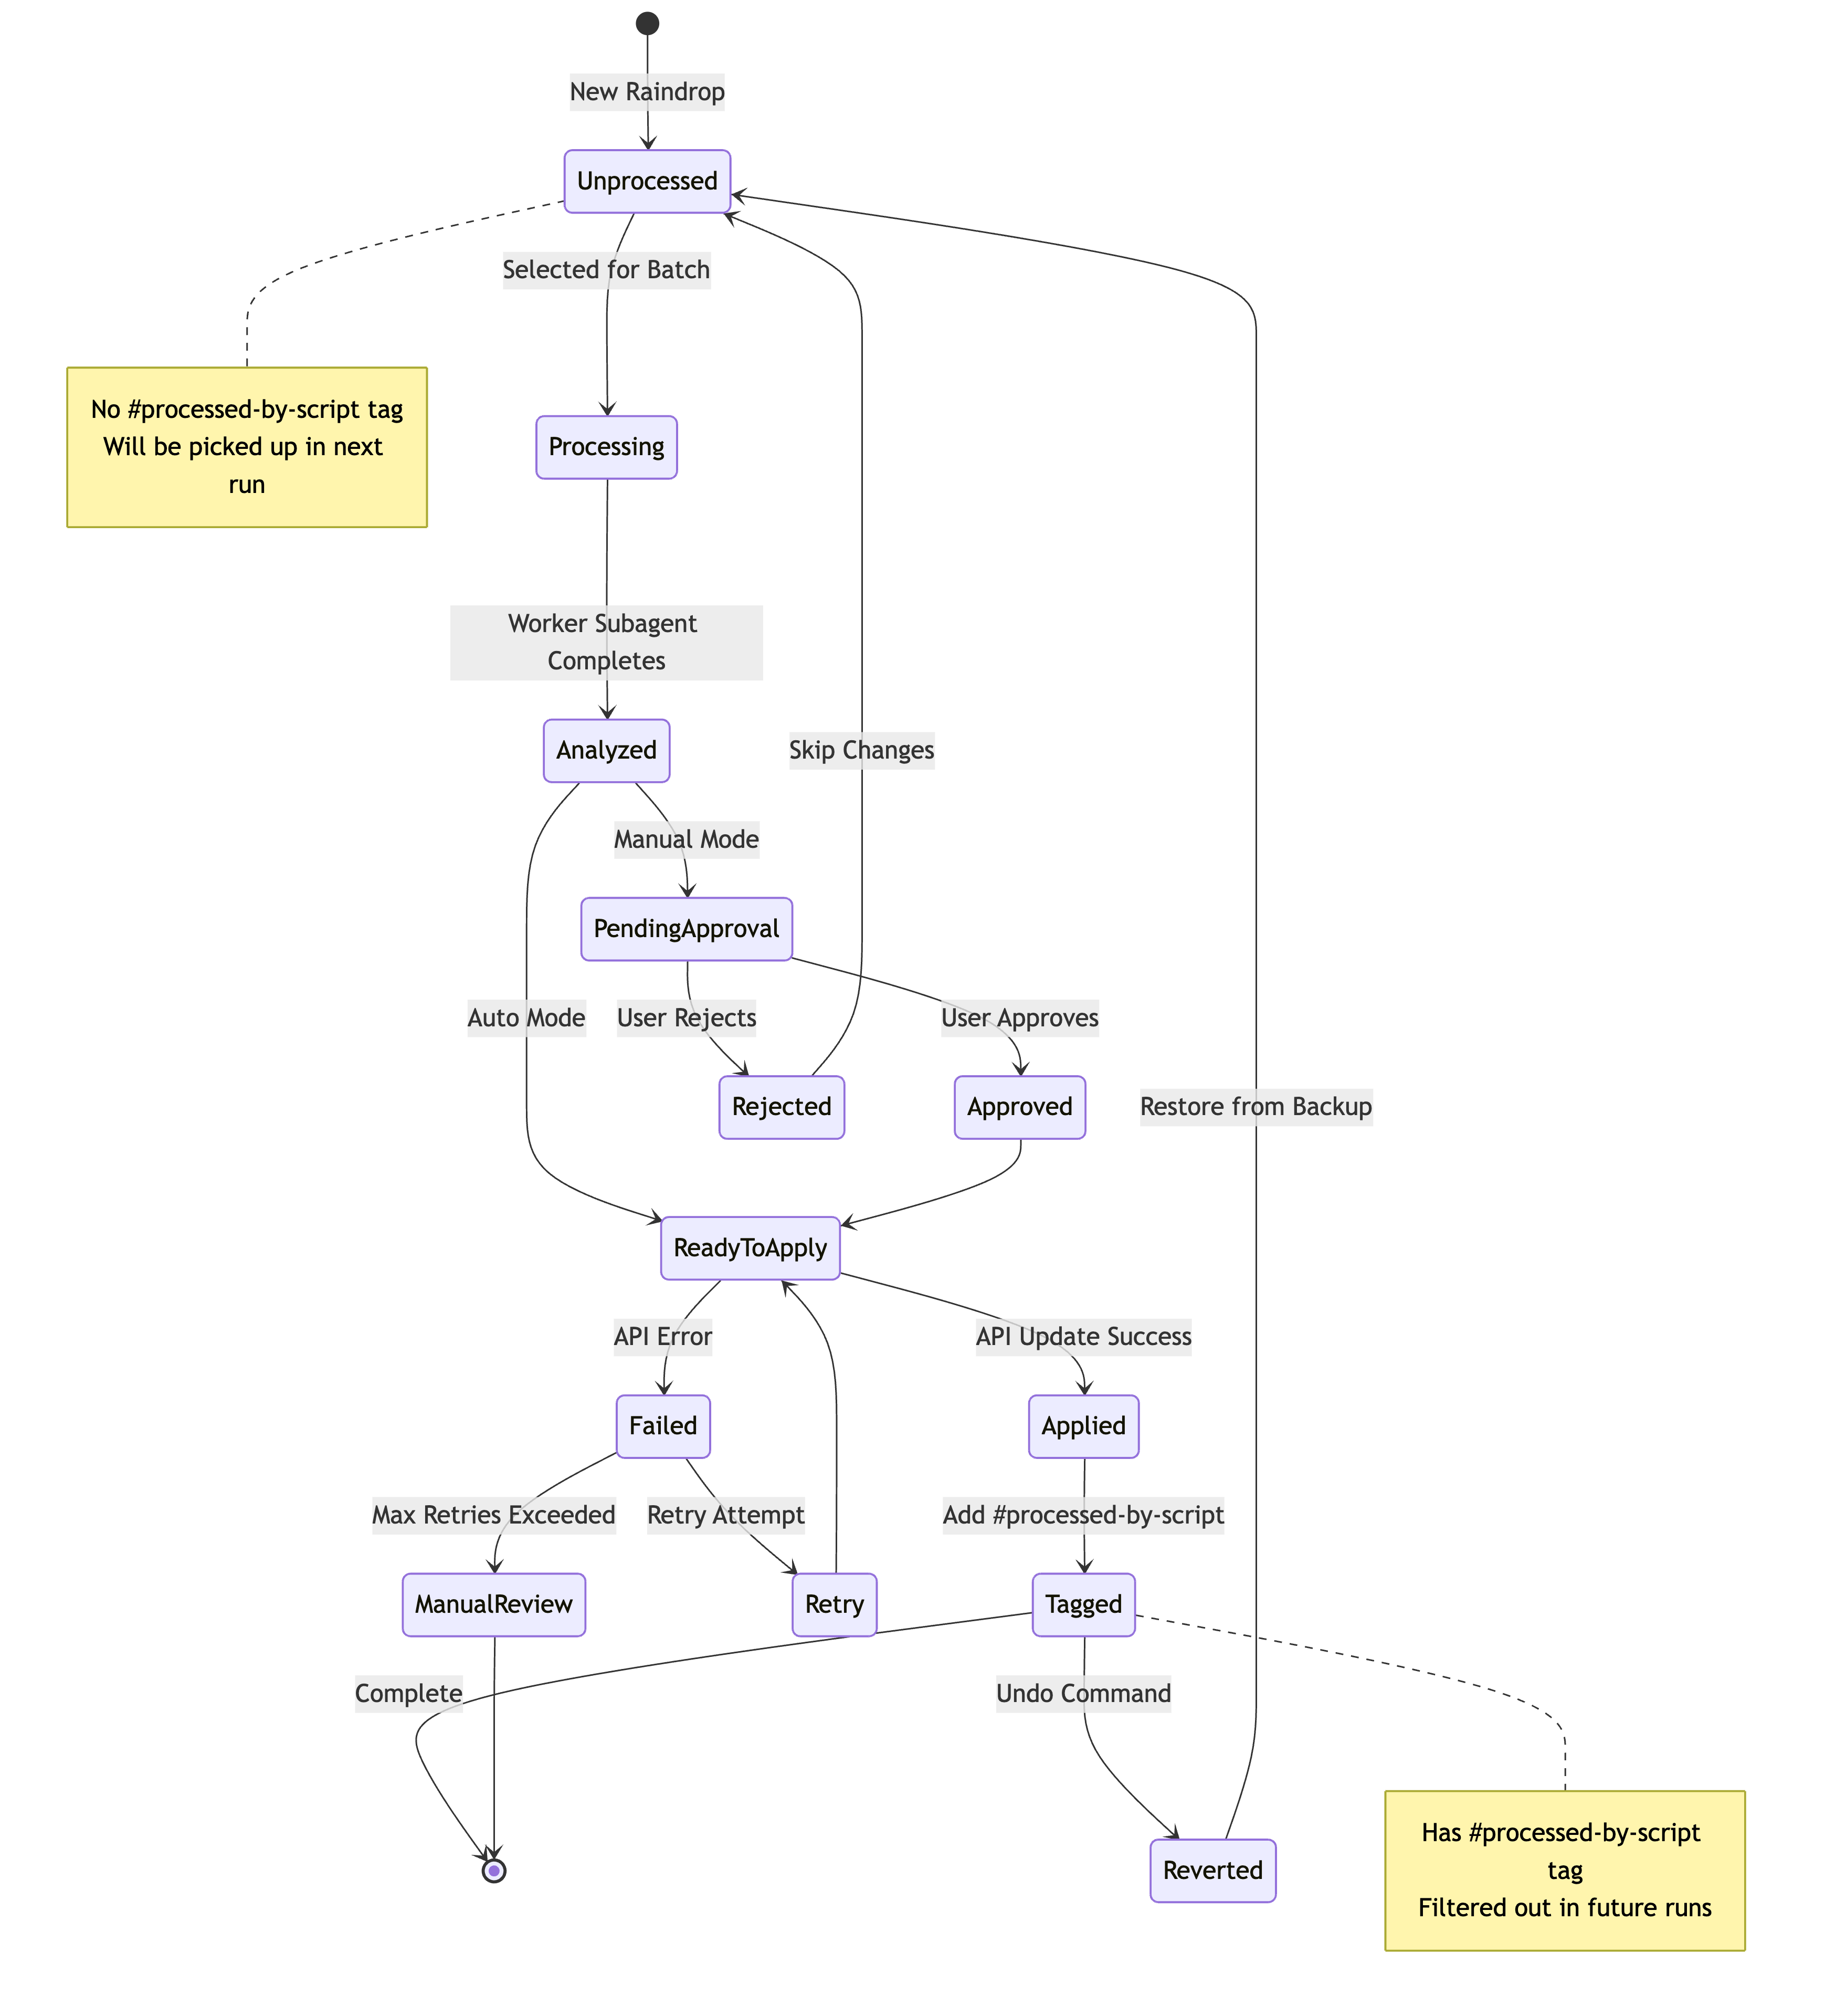 New Raindrop
Unprocessed
Selected for Batch
No #processed-by-script tag
Will be picked up in next
run
Processing
Worker Subagent
Completes
Analyzed
Skip Changes
Manual Mode
PendingApproval
Auto Mode
User Rejects
User Approves
Rejected
Approved
Restore from Backup
ReadyToApply
API Error
API Update Success
Failed
Applied
Max Retries Exceeded
Retry Attempt
Add #processed-by-script
ManualReview
Retry
Tagged
Complete
Undo Command
Has #processed-by-script
tag
Filtered out in future runs
Reverted